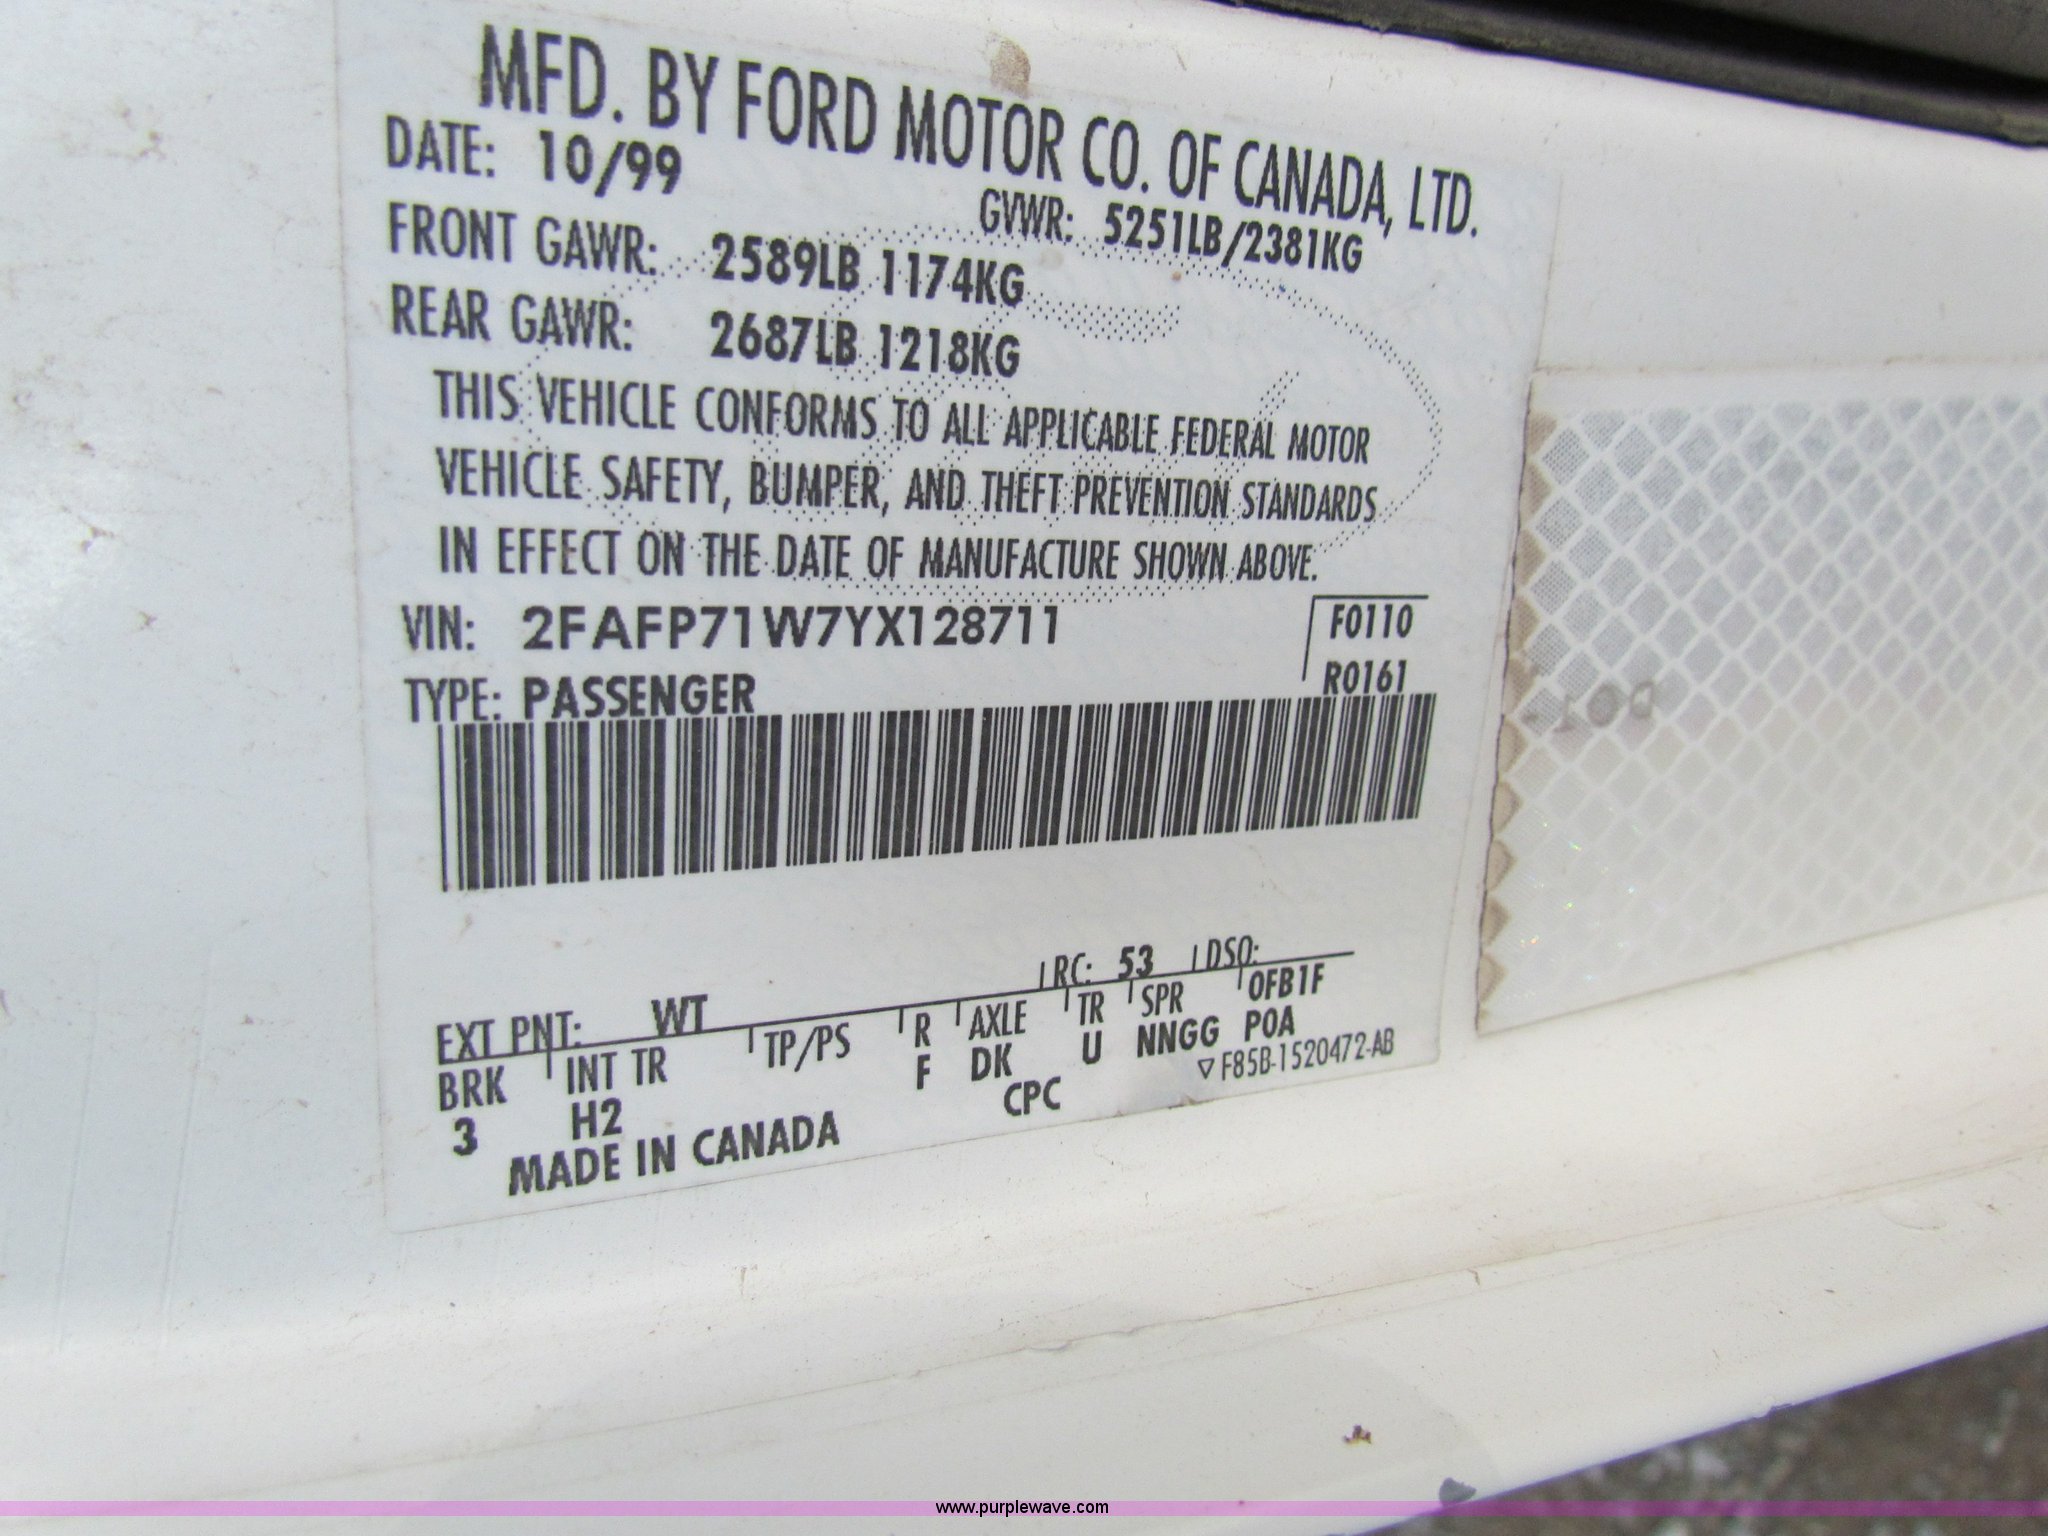 MFD. BY FORD MOTOR CO. OF CANADA, LTD.
DATE: 10/99
GVWR: 5251LB/2381KG
FRONT GAWR: 2589LB 1174KG
REAR GAWR: 2687LB 1218KG
THIS VEHICLE CONFORMS TO ALL APPLICABLE FEDERAL MOTOR
VEHICLE SAFETY, BUMPER, AND THEFT PREVENTION STANDARDS
IN EFFECT ON THE DATE OF MANUFACTURE SHOWN ABOVE.
VIN: 2FAFP71W7YX128711
F0110
TYPE: PASSENGER
R0161
EXT PNT: WT RC: 53 DSO:
BRK INT TR TP/PS R AXLE TR SPR OFB1F
3 H2 F DK U NNGG POA
MADE IN CANADA CPC ▽F85B-1520472-AB
www.purplewave.com